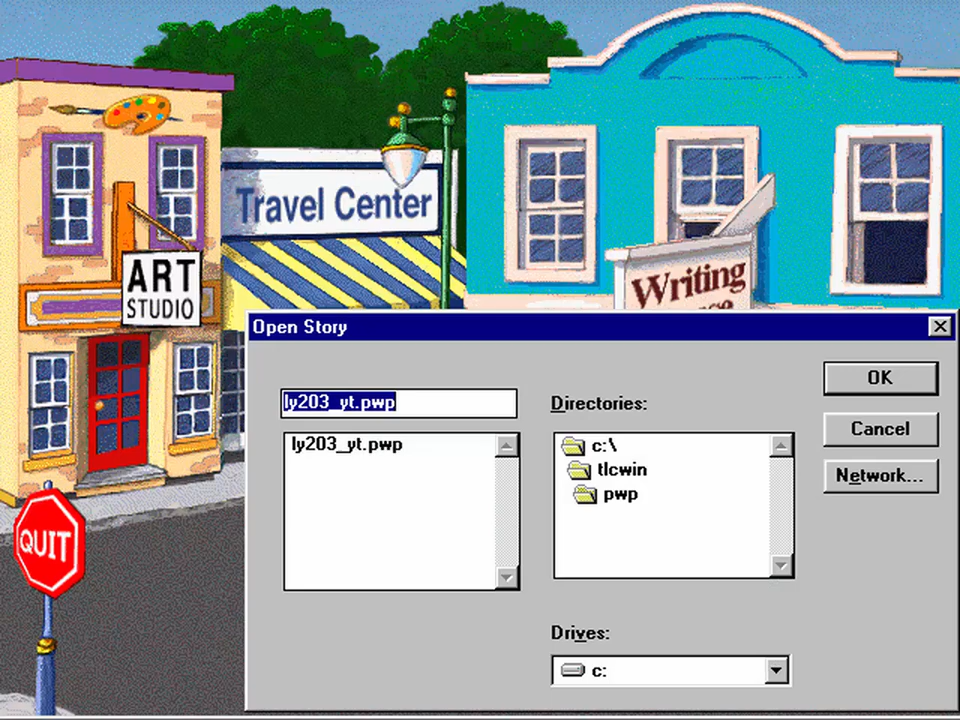 Travel Center
ART
STUDIO
Writing
QUIT
Open Story
ly203_yt.pwp
ly203_yt.pwp
Directories:
c:\
tlcwin
pwp
Drives:
c:
OK
Cancel
Network...